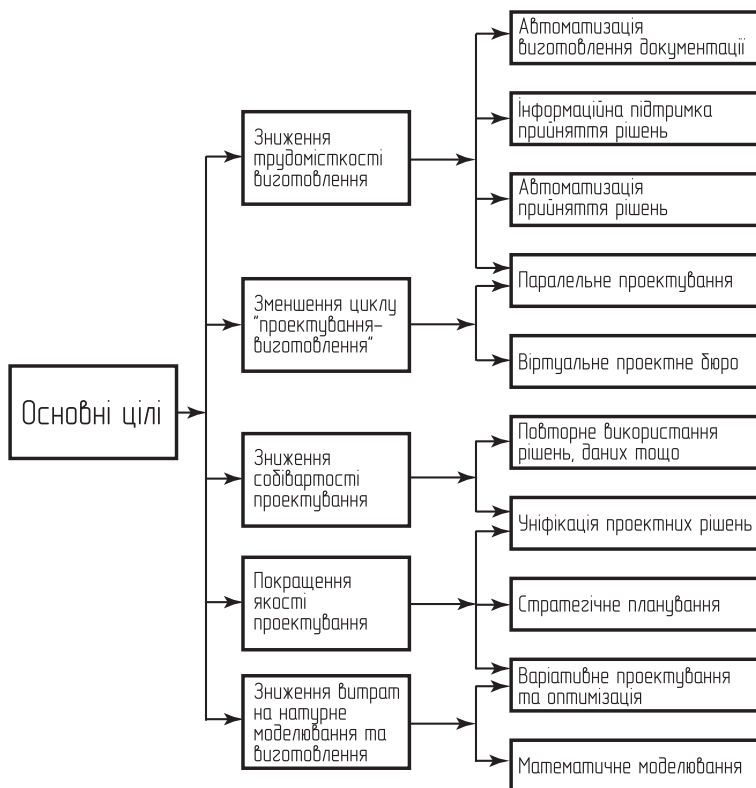 Основні цілі
Зниження
трудомісткості
виготовлення
Зменшення циклу
"проектування–
виготовлення"
Зниження
собівартості
проектування
Покращення
якості
проектування
Зниження витрат
на натурне
моделювання та
виготовлення
Автоматизація
виготовлення документації
Інформаційна підтримка
прийняття рішень
Автоматизація
прийняття рішень
Паралельне проектування
Віртуальне проектне бюро
Повторне використання
рішень, даних тощо
Уніфікація проектних рішень
Стратегічне планування
Варіативне проектування
та оптимізація
Математичне моделювання